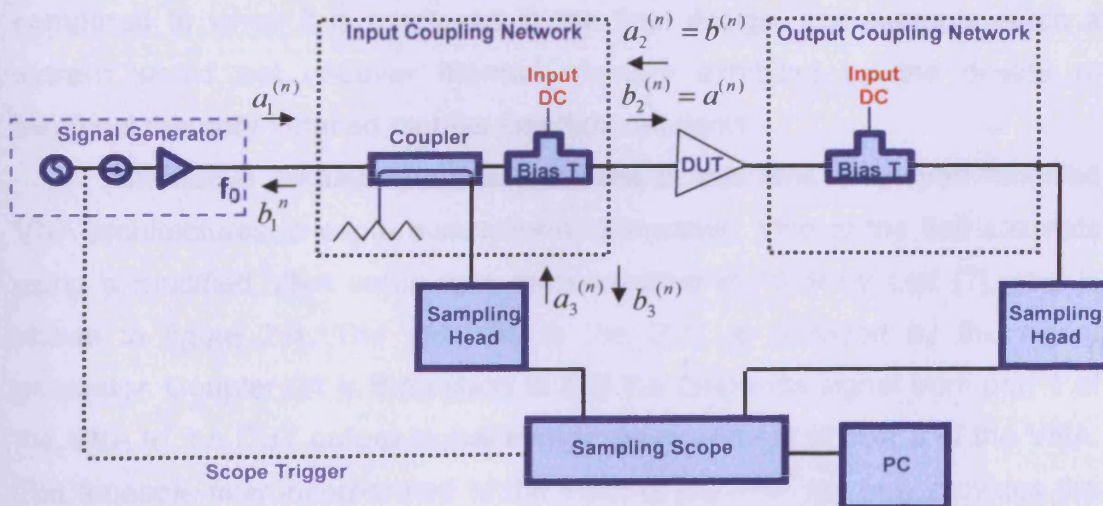 Input Coupling Network
Output Coupling Network
a₂⁽ⁿ⁾ = b⁽ⁿ⁾
b₂⁽ⁿ⁾ = a⁽ⁿ⁾
Input
DC
Input
DC
a₁⁽ⁿ⁾
Signal Generator
Coupler
Bias T
DUT
Bias T
Γ₀
b₁ⁿ
a₃⁽ⁿ⁾
b₃⁽ⁿ⁾
Sampling
Head
Sampling
Head
Sampling Scope
PC
Scope Trigger